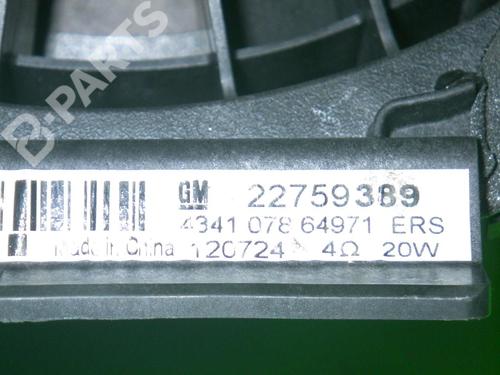 B-PARTS
GM 22759389
4341 078 64971 ERS
Made in China 120724 4Ω 20W